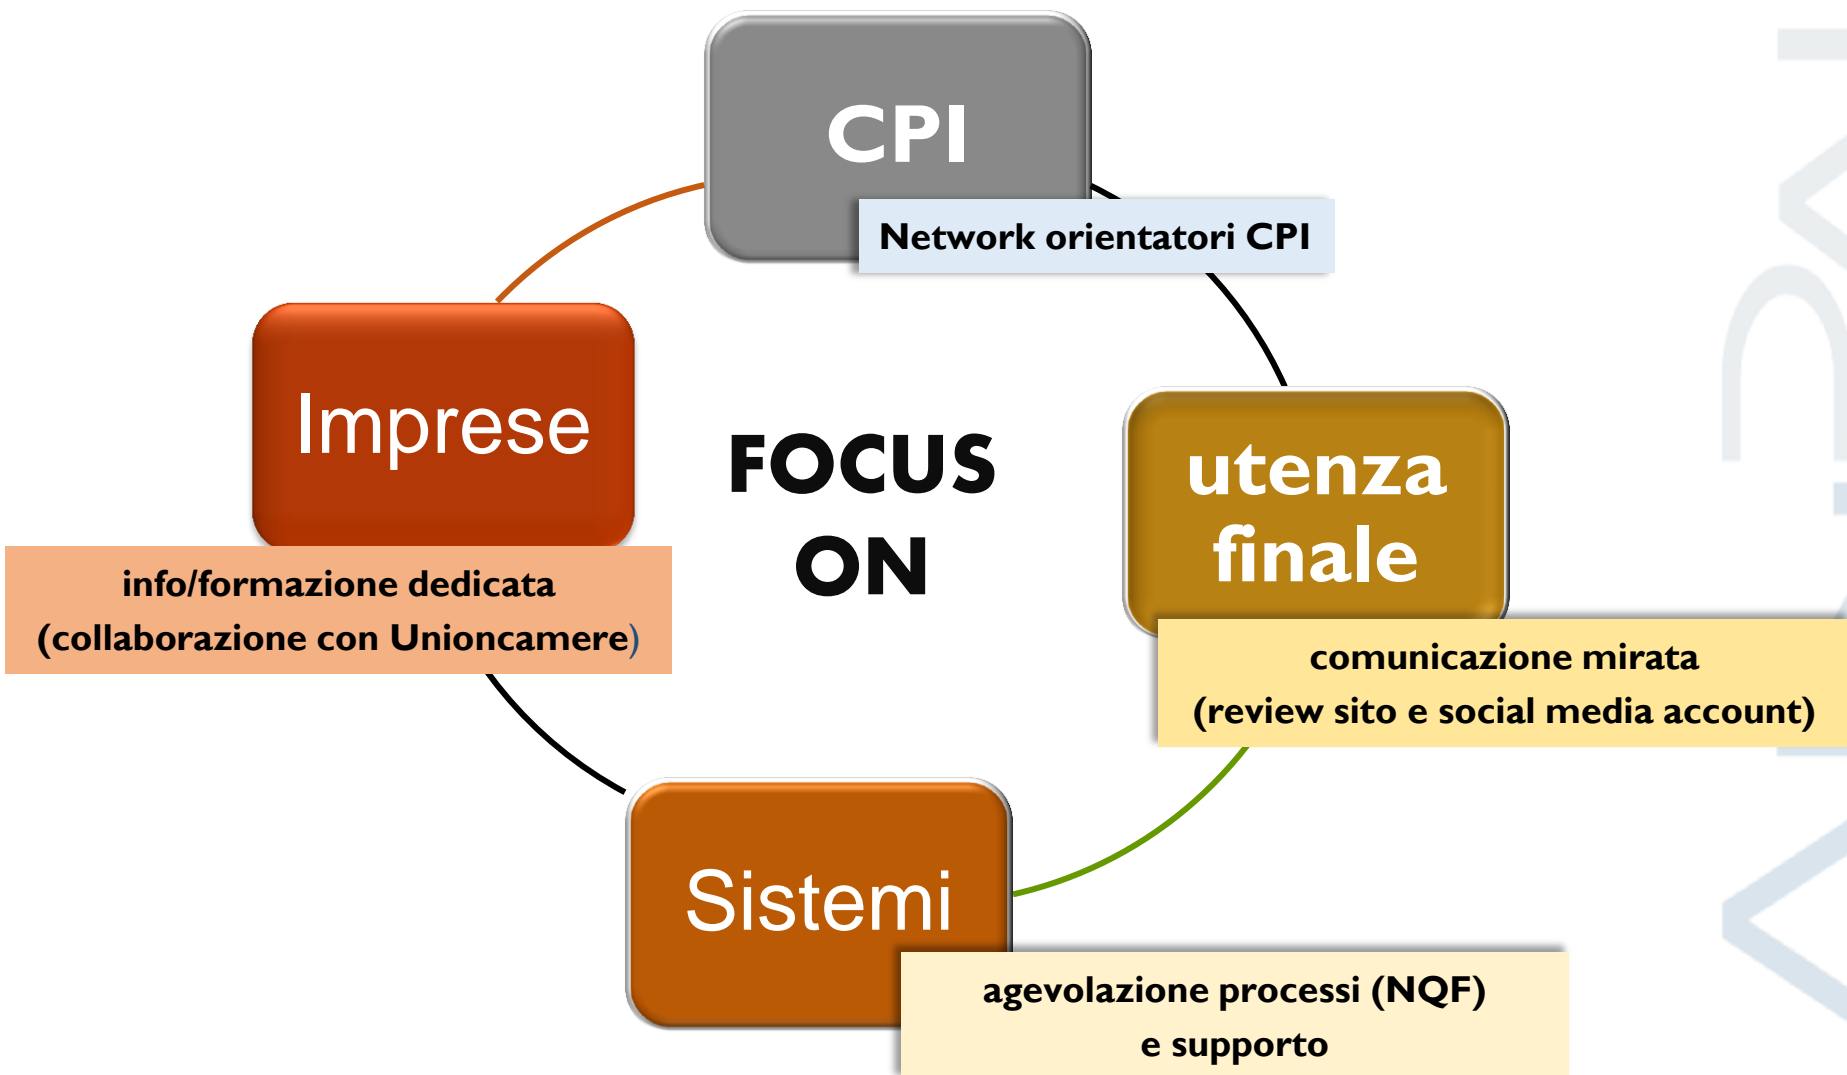 CPI
Network orientatori CPI
Imprese
info/formazione dedicata
(collaborazione con Unioncamere)
FOCUS
ON
utenza
finale
comunicazione mirata
(review sito e social media account)
Sistemi
agevolazione processi (NQF)
e supporto